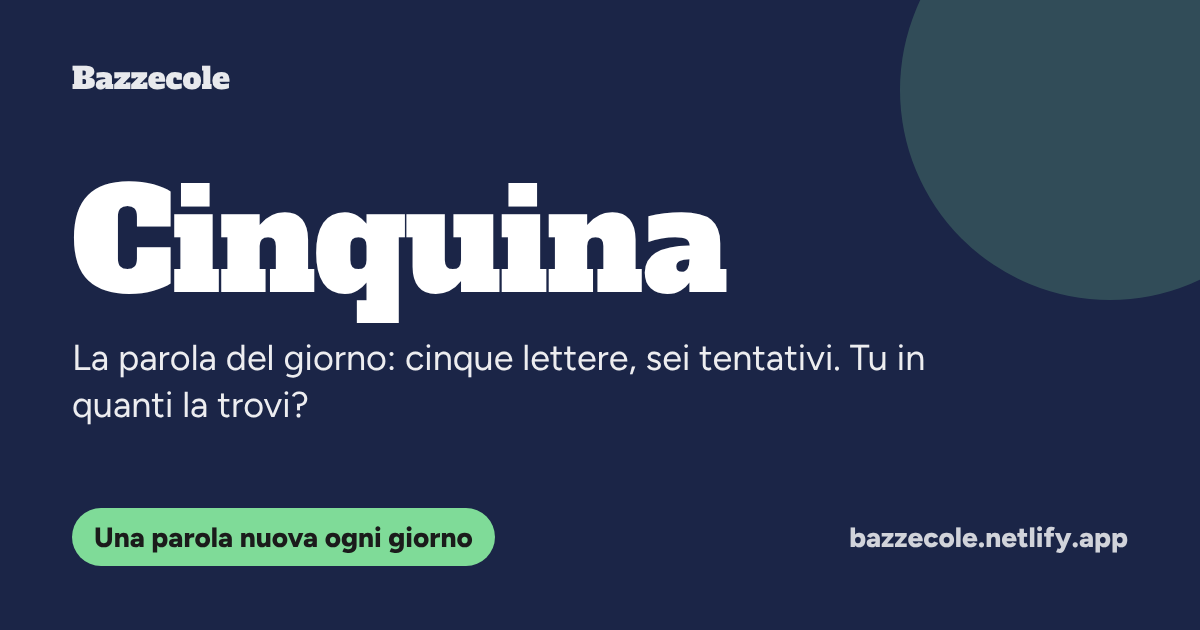 Bazzecole
Cinquina
La parola del giorno: cinque lettere, sei tentativi. Tu in
quanti la trovi?
Una parola nuova ogni giorno
bazzecole.netlify.app